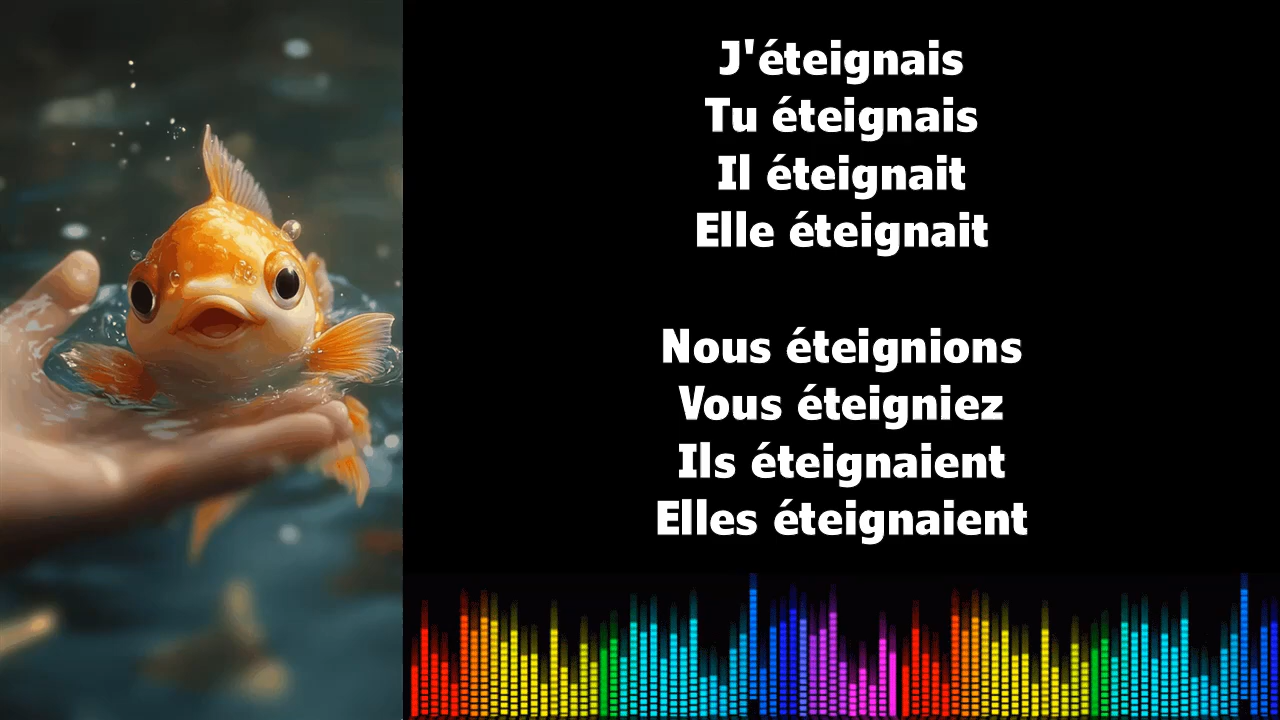 J'éteignais
Tu éteignais
Il éteignait
Elle éteignait
Nous éteignions
Vous éteigniez
Ils éteignaient
Elles éteignaient